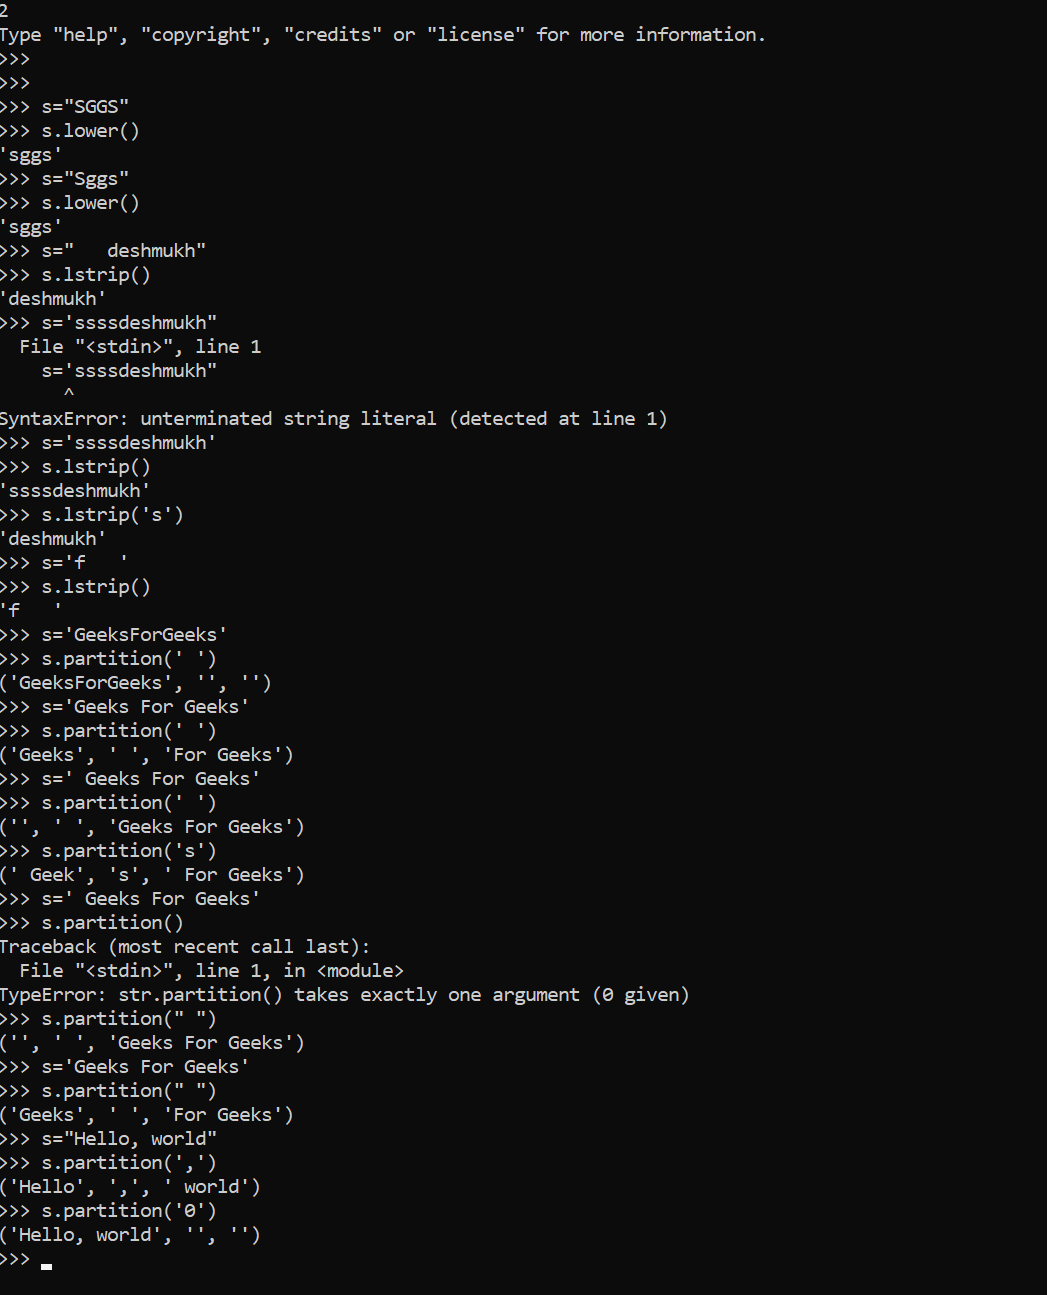 2
Type "help", "copyright", "credits" or "license" for more information.
>>>
>>>
>>> s="SGGS"
>>> s.lower()
'sggs'
>>> s="Sggs"
>>> s.lower()
'sggs'
>>> s="   deshmukh"
>>> s.lstrip()
'deshmukh'
>>> s='ssssdeshmukh"
  File "<stdin>", line 1
    s='ssssdeshmukh"
      ^
SyntaxError: unterminated string literal (detected at line 1)
>>> s='ssssdeshmukh'
>>> s.lstrip()
'ssssdeshmukh'
>>> s.lstrip('s')
'deshmukh'
>>> s='f   '
>>> s.lstrip()
'f   '
>>> s='GeeksForGeeks'
>>> s.partition(' ')
('GeeksForGeeks', '', '')
>>> s='Geeks For Geeks'
>>> s.partition(' ')
('Geeks', ' ', 'For Geeks')
>>> s=' Geeks For Geeks'
>>> s.partition(' ')
('', ' ', 'Geeks For Geeks')
>>> s.partition('s')
(' Geek', 's', ' For Geeks')
>>> s=' Geeks For Geeks'
>>> s.partition()
Traceback (most recent call last):
  File "<stdin>", line 1, in <module>
TypeError: str.partition() takes exactly one argument (0 given)
>>> s.partition(" ")
('', ' ', 'Geeks For Geeks')
>>> s='Geeks For Geeks'
>>> s.partition(" ")
('Geeks', ' ', 'For Geeks')
>>> s="Hello, world"
>>> s.partition(',')
('Hello', ',', ' world')
>>> s.partition('0')
('Hello, world', '', '')
>>>